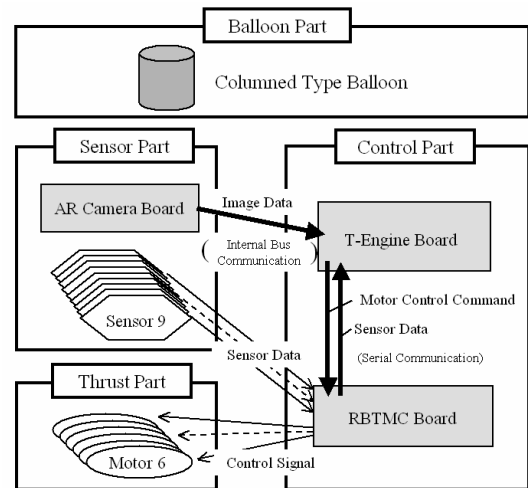 Balloon Part
Columned Type Balloon
Sensor Part
Control Part
AR Camera Board
Image Data
(Internal Bus
Communication)
T-Engine Board
Sensor 9
Motor Control Command
Sensor Data
(Serial Communication)
Sensor Data
Thrust Part
RBTMC Board
Motor 6
Control Signal